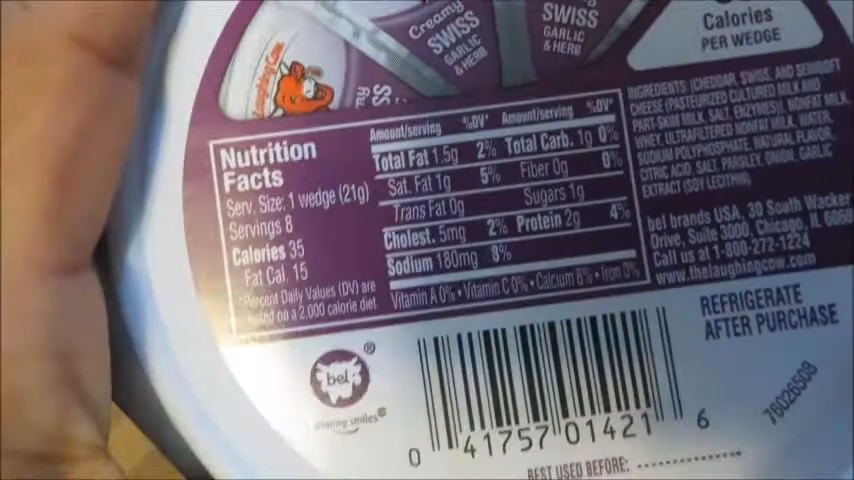 Laughing Cow
Creamy
SWISS
GARLIC
& HERB
SWISS
GARLIC
& HERB
Calories
PER WEDGE
Nutrition
Facts
Serv. Size: 1 wedge (21g)
Servings 8
Calories 35
Fat Cal. 15
*Percent Daily Values (DV) are
based on a 2,000 calorie diet
Amount/serving %DV*
Total Fat 1.5g 2%
Sat. Fat 1g 5%
Trans Fat 0g
Cholest. 5mg 2%
Sodium 180mg 8%
Amount/serving %DV*
Total Carb. 1g 0%
Fiber 0g 0%
Sugars 1g
Protein 2g 4%
Vitamin A 0% • Vitamin C 0% • Calcium 8% • Iron 0%
INGREDIENTS (CHEDDAR, SWISS, AND SEMISOFT
CHEESE (PASTEURIZED CULTURED MILK AND
PART-SKIM MILK, SALT, ENZYMES), NONFAT MILK,
WHEY, ULTRAFILTERED NONFAT MILK, WATER,
SODIUM POLYPHOSPHATE, NATURAL FLAVOR,
CITRIC ACID, SALT, PARSLEY, ONION, GARLIC
EXTRACT (SOY LECITHIN)
bel brands USA, 30 South Wacker
Drive, Suite 3000, Chicago, IL
Call us at 1-800-272-1224
www.thelaughingcow.com
REFRIGERATE
AFTER PURCHASE
bel
sharing smiles®
0 41757 01421 6
76026508
BEST USED BEFORE: